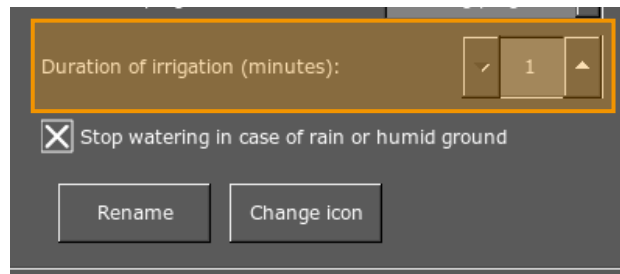 Duration of irrigation (minutes): 1
Stop watering in case of rain or humid ground
Rename Change icon